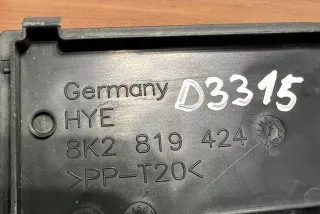 Germany D3315
HYE
8K2 819 424
>PP-T20<